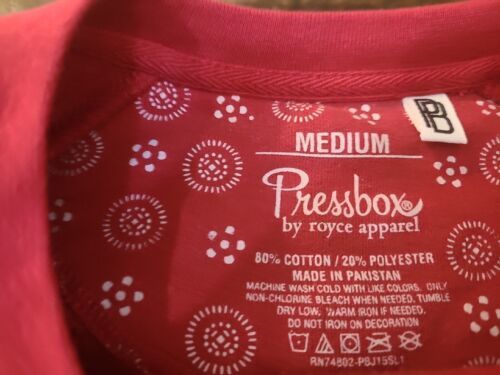 PB
MEDIUM
Pressbox®
by royce apparel
80% COTTON / 20% POLYESTER
MADE IN PAKISTAN
MACHINE WASH COLD WITH LIKE COLORS. ONLY
NON-CHLORINE BLEACH WHEN NEEDED. TUMBLE
DRY LOW. WARM IRON IF NEEDED.
DO NOT IRON ON DECORATION
RN74802-PBJ15SL1